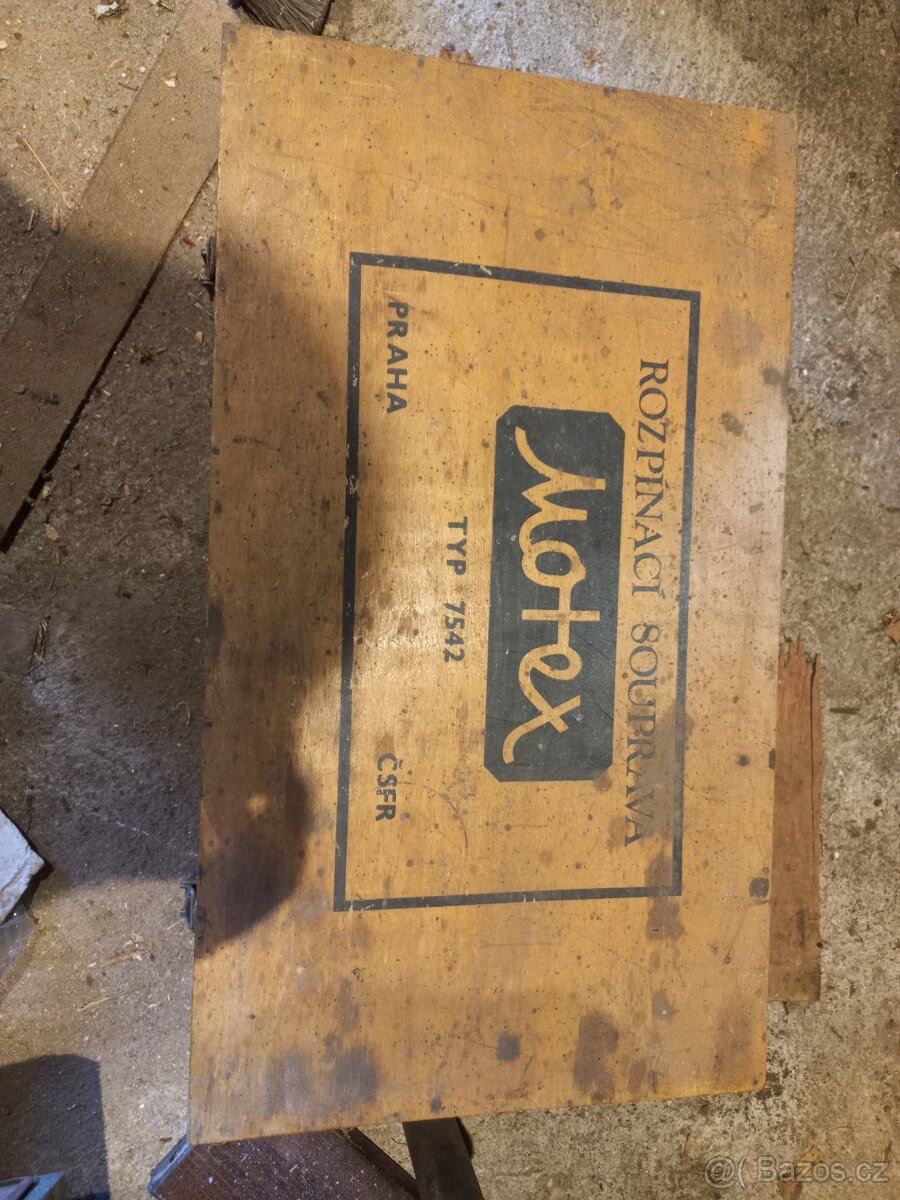 ROZPÍNACÍ SOUPRAVA
Motex
TYP 7542
PRAHA ČSFR
@ Bazos.cz